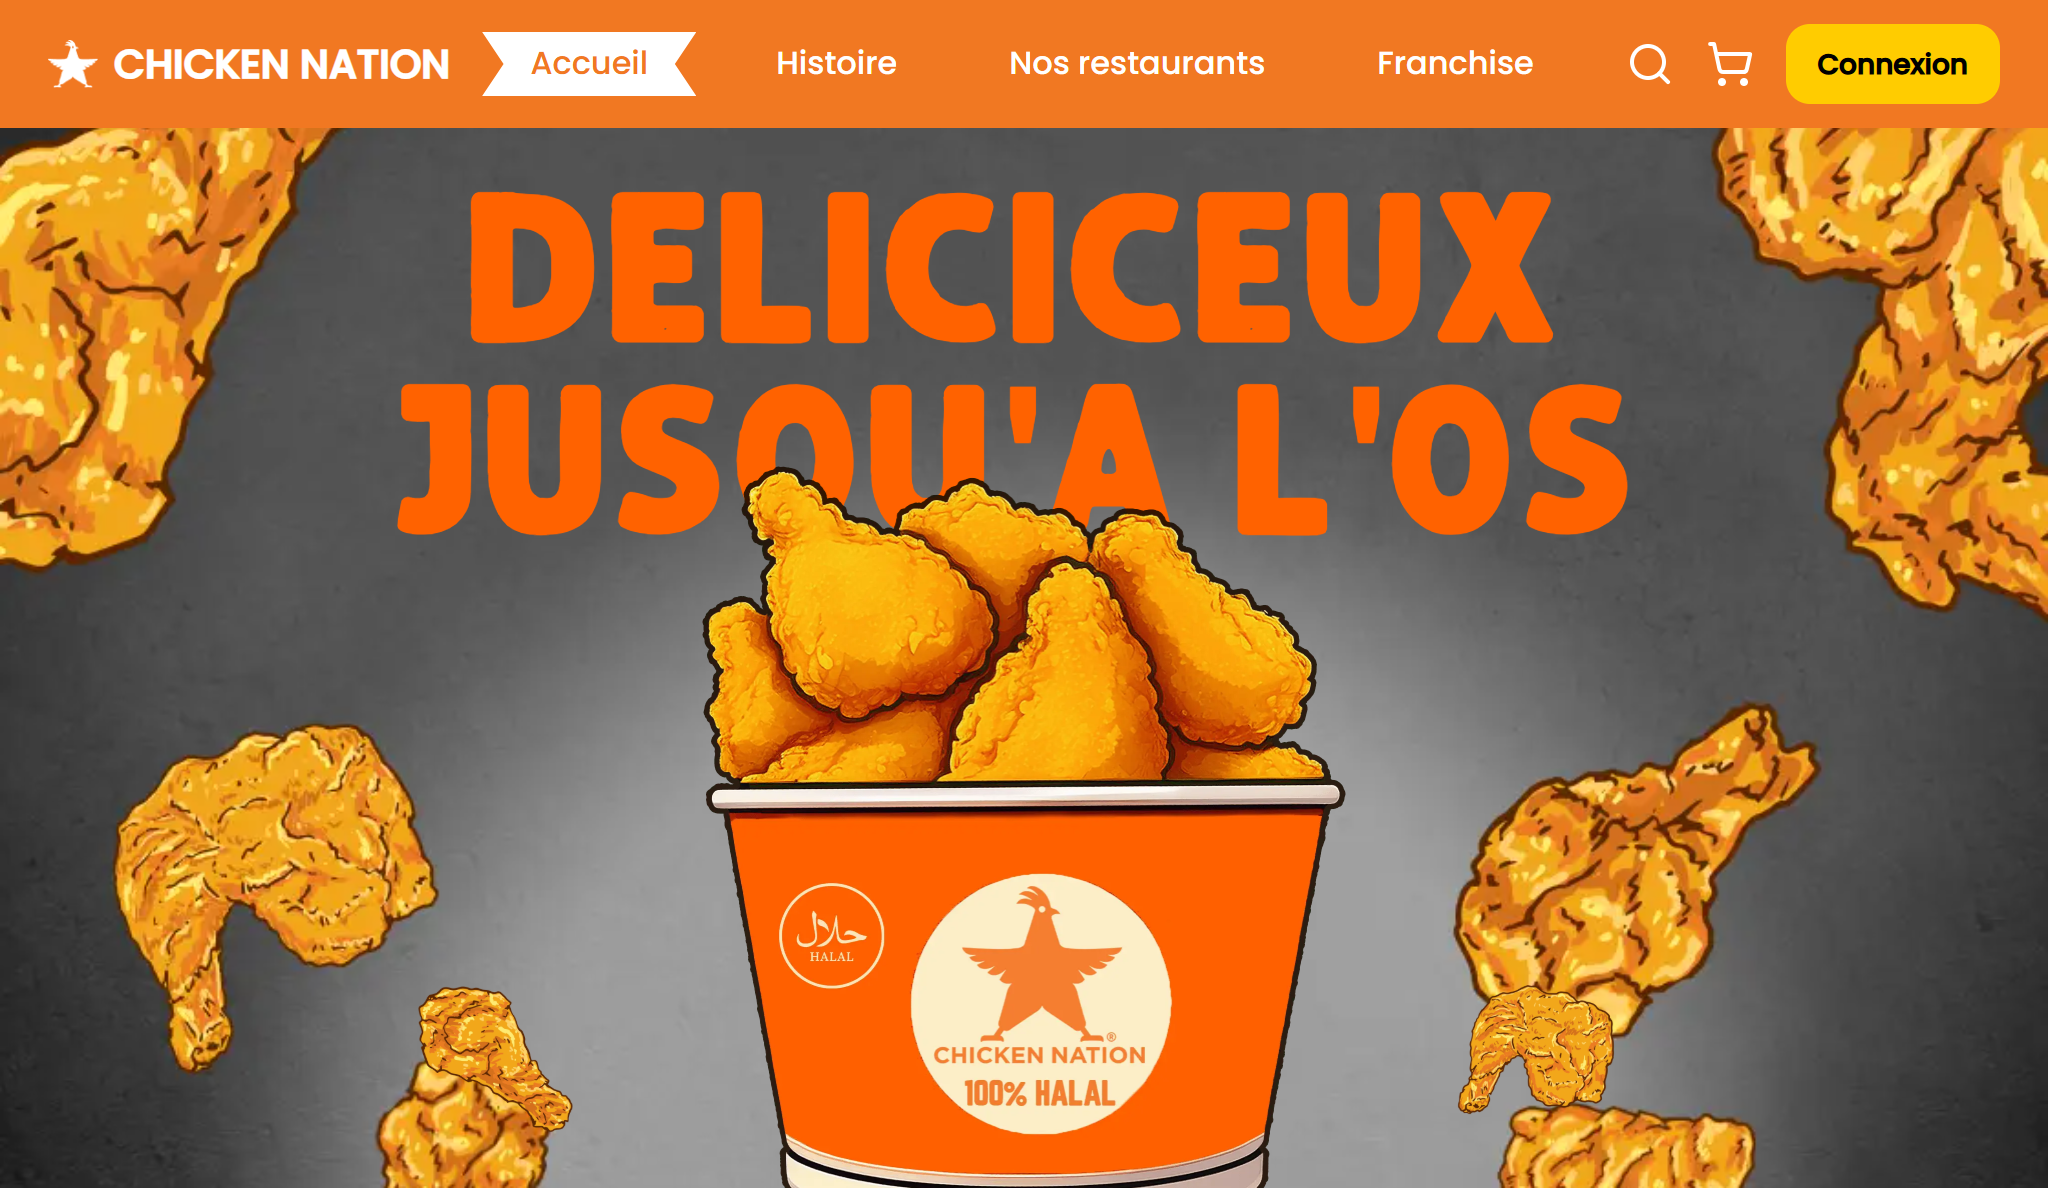 CHICKEN NATION
Accueil
Histoire
Nos restaurants
Franchise
Connexion
DELICICEUX
JUSQU'A L'OS
حلال
HALAL
CHICKEN NATION®
100% HALAL